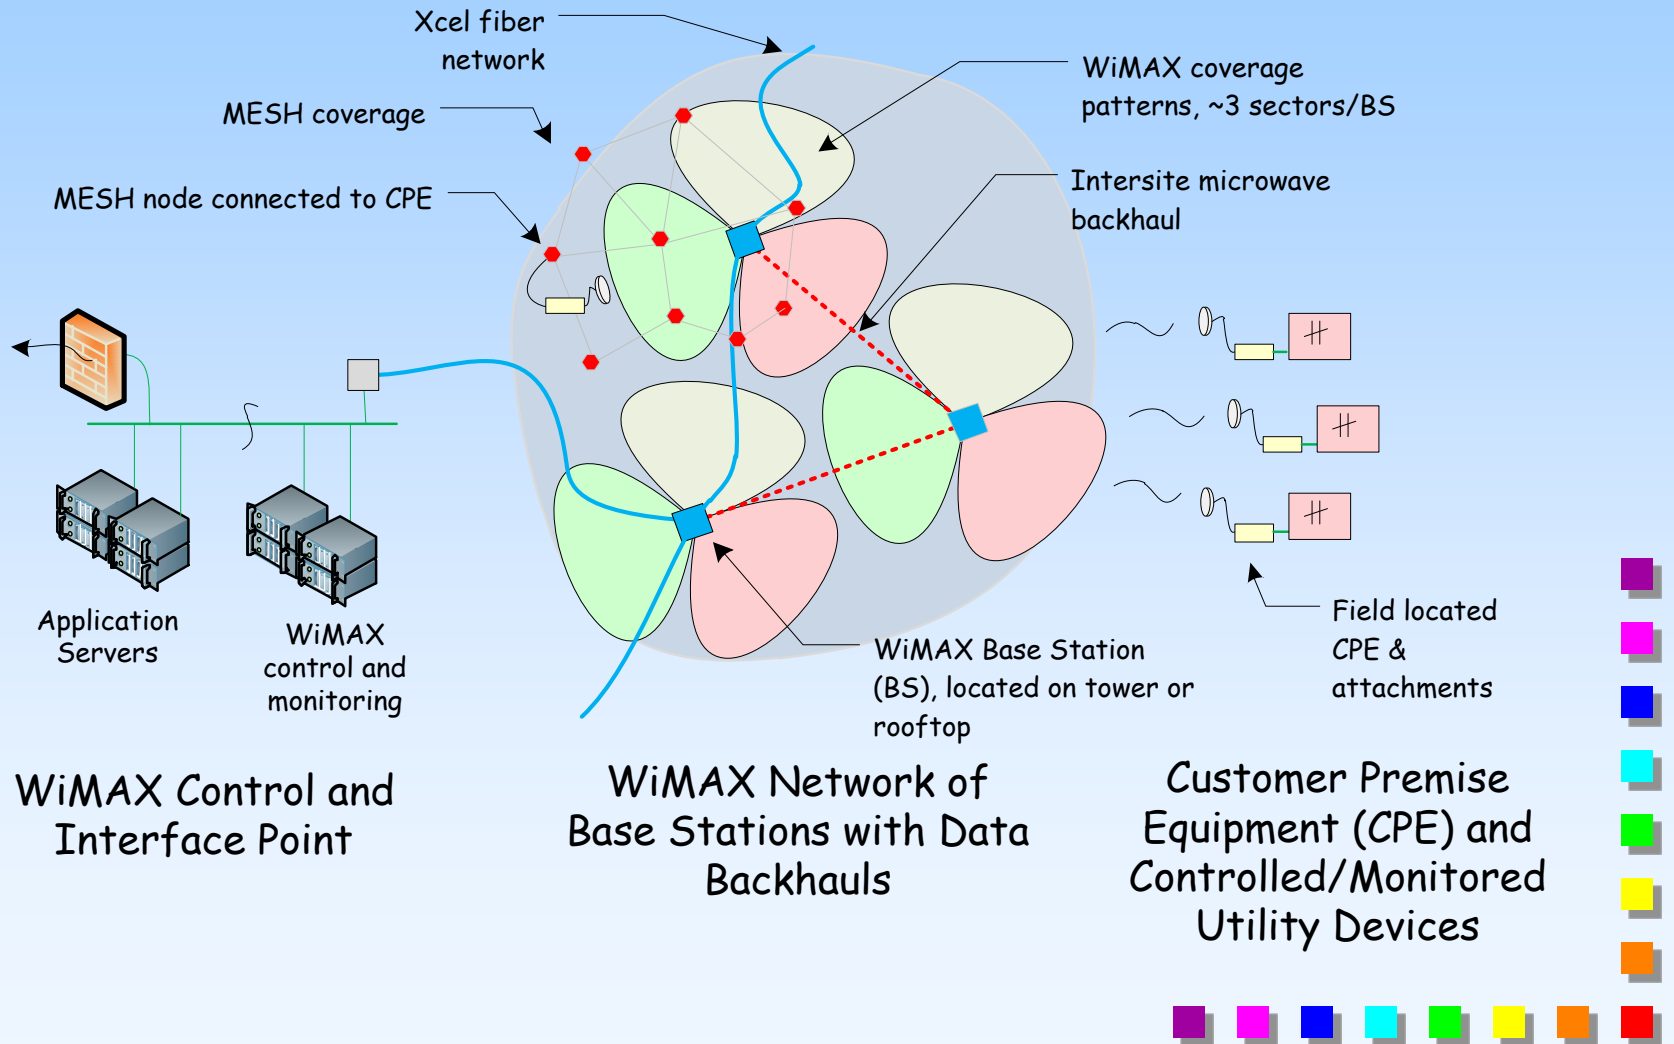 Xcel fiber
network
WiMAX coverage
patterns, ~3 sectors/BS
MESH coverage
Intersite microwave
backhaul
MESH node connected to CPE
Application
Servers
WiMAX
control and
monitoring
WiMAX Base Station
(BS), located on tower or
rooftop
Field located
CPE &
attachments
WiMAX Control and
Interface Point
WiMAX Network of
Base Stations with Data
Backhauls
Customer Premise
Equipment (CPE) and
Controlled/Monitored
Utility Devices